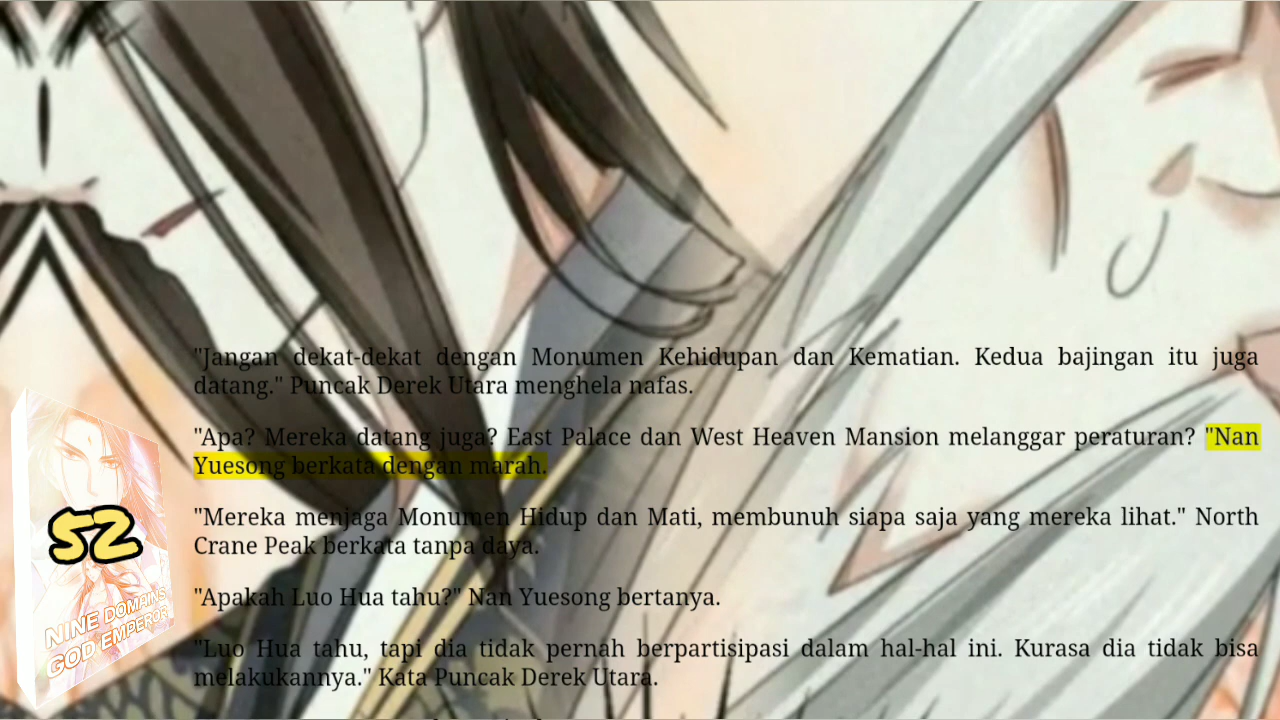 "Jangan dekat-dekat dengan Monumen Kehidupan dan Kematian. Kedua bajingan itu juga
datang." Puncak Derek Utara menghela nafas.
"Apa? Mereka datang juga? East Palace dan West Heaven Mansion melanggar peraturan? "Nan
Yuesong berkata dengan marah.
"Mereka menjaga Monumen Hidup dan Mati, membunuh siapa saja yang mereka lihat." North
Crane Peak berkata tanpa daya.
"Apakah Luo Hua tahu?" Nan Yuesong bertanya.
"Luo Hua tahu, tapi dia tidak pernah berpartisipasi dalam hal-hal ini. Kurasa dia tidak bisa
melakukannya." Kata Puncak Derek Utara.
52
NINE DOMAINS
GOD EMPEROR